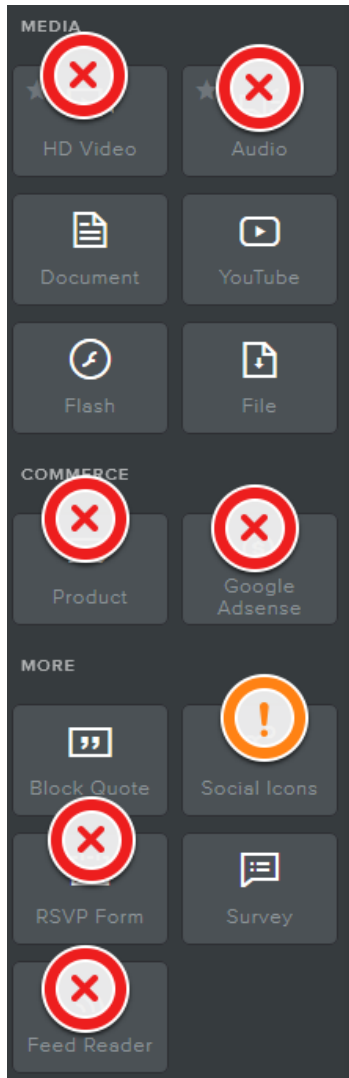 MEDIA
HD Video
Audio
Document
YouTube
Flash
File
COMMERCE
Product
Google
Adsense
MORE
Block Quote
Social Icons
RSVP Form
Survey
Feed Reader